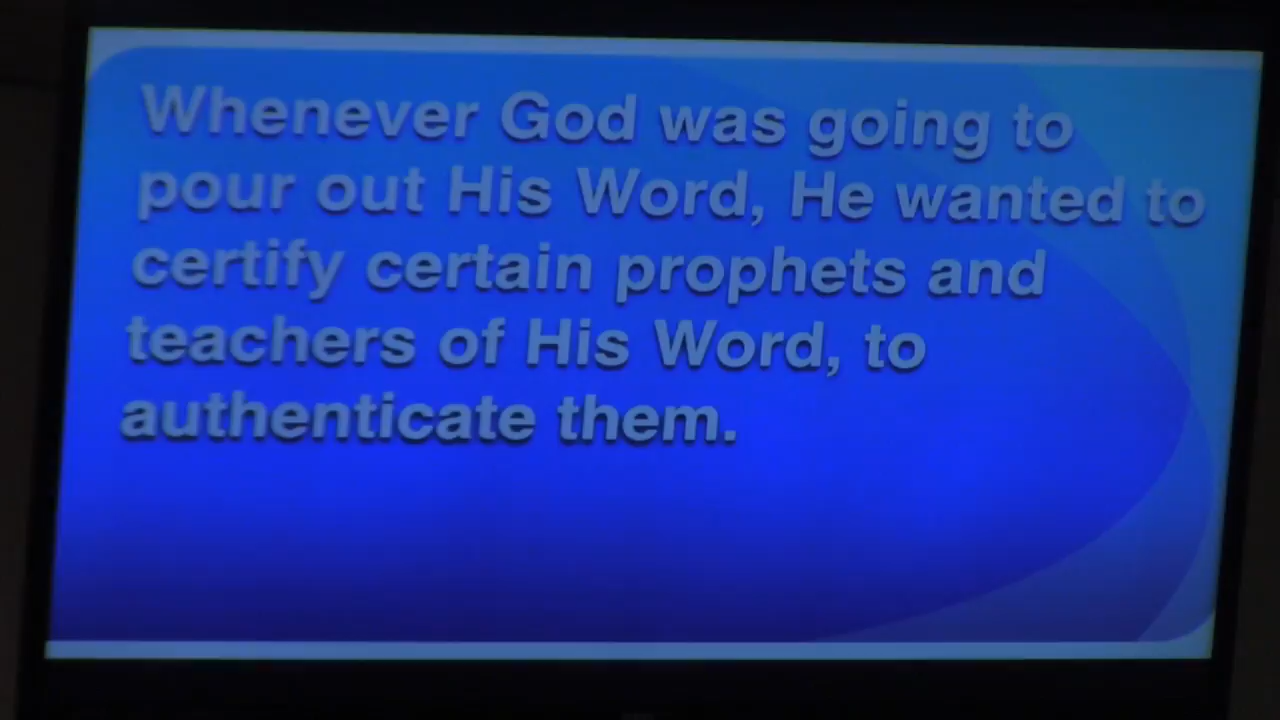 Whenever God was going to
pour out His Word, He wanted to
certify certain prophets and
teachers of His Word, to
authenticate them.